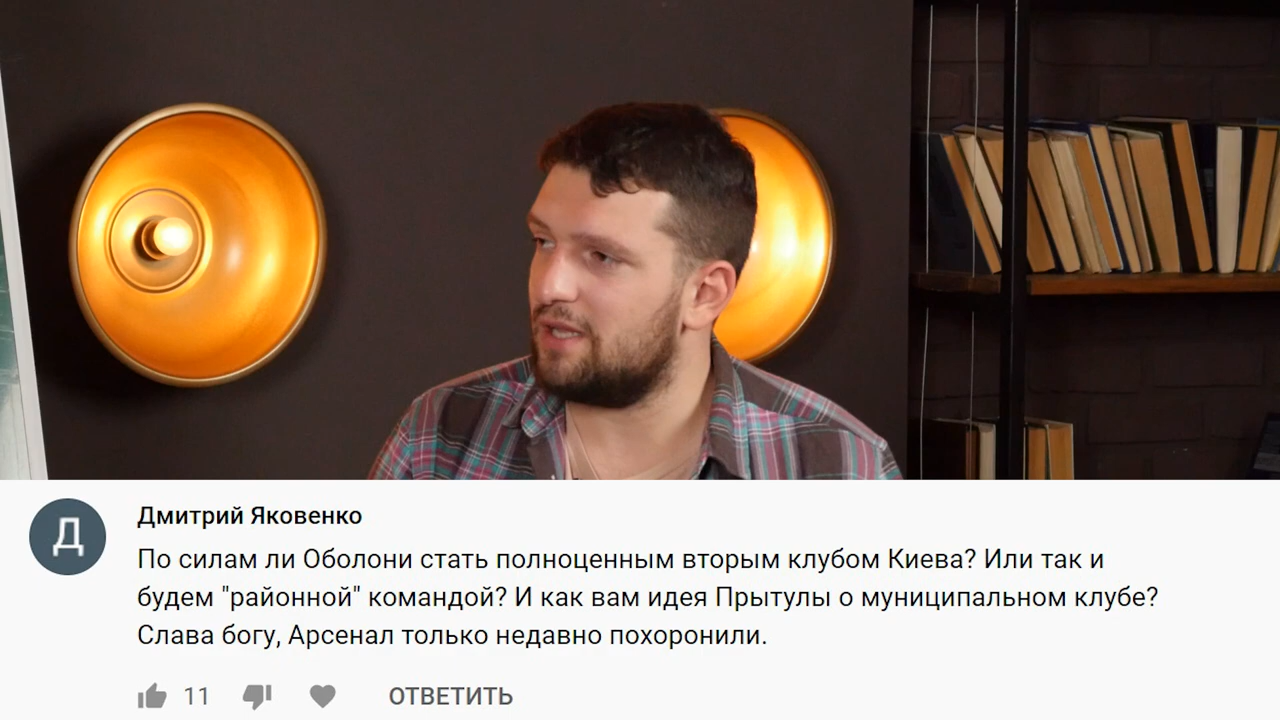 Д
Дмитрий Яковенко
По силам ли Оболони стать полноценным вторым клубом Киева? Или так и
будем "районной" командой? И как вам идея Прытулы о муниципальном клубе?
Слава богу, Арсенал только недавно похоронили.
11
ОТВЕТИТЬ